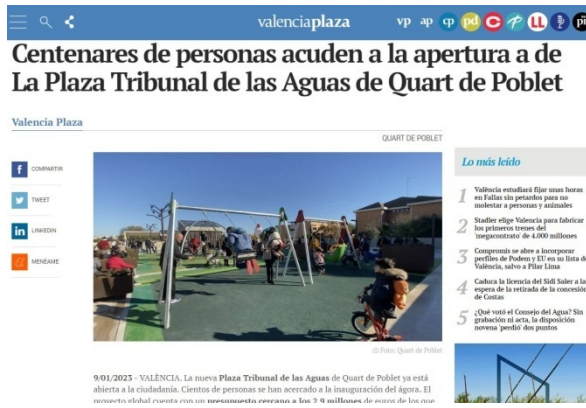 valenciaplaza
vp ap cp pd
Centenares de personas acuden a la apertura a de
La Plaza Tribunal de las Aguas de Quart de Poblet
Valencia Plaza
QUART DE POBLET
COMPARTIR
TWEET
LINKEDIN
MENÉAME
© Foto: Quart de Poblet
9/01/2023 - VALÈNCIA. La nueva Plaza Tribunal de las Aguas de Quart de Poblet ya está
abierta a la ciudadanía. Cientos de personas se han acercado a la inauguración del ágora. El
proyecto global cuenta con un presupuesto cercano a los 2,9 millones de euros de los que
Lo más leído
1 València estudiará fijar unas horas
en Fallas sin petardos para no
molestar a personas y animales
2 Stadler elige Valencia para fabricar
los primeros trenes del
'megacontrato' de 4.000 millones
3 Compromís se abre a incorporar
perfiles de Podem y EU en su lista de
València, salvo a Pilar Lima
4 Caduca la licencia del Sidi Saler a la
espera de la retirada de la concesión
de Costas
5 ¿Qué votó el Consejo del Agua? Sin
grabación ni acta, la disposición
novena 'perdió' dos puntos